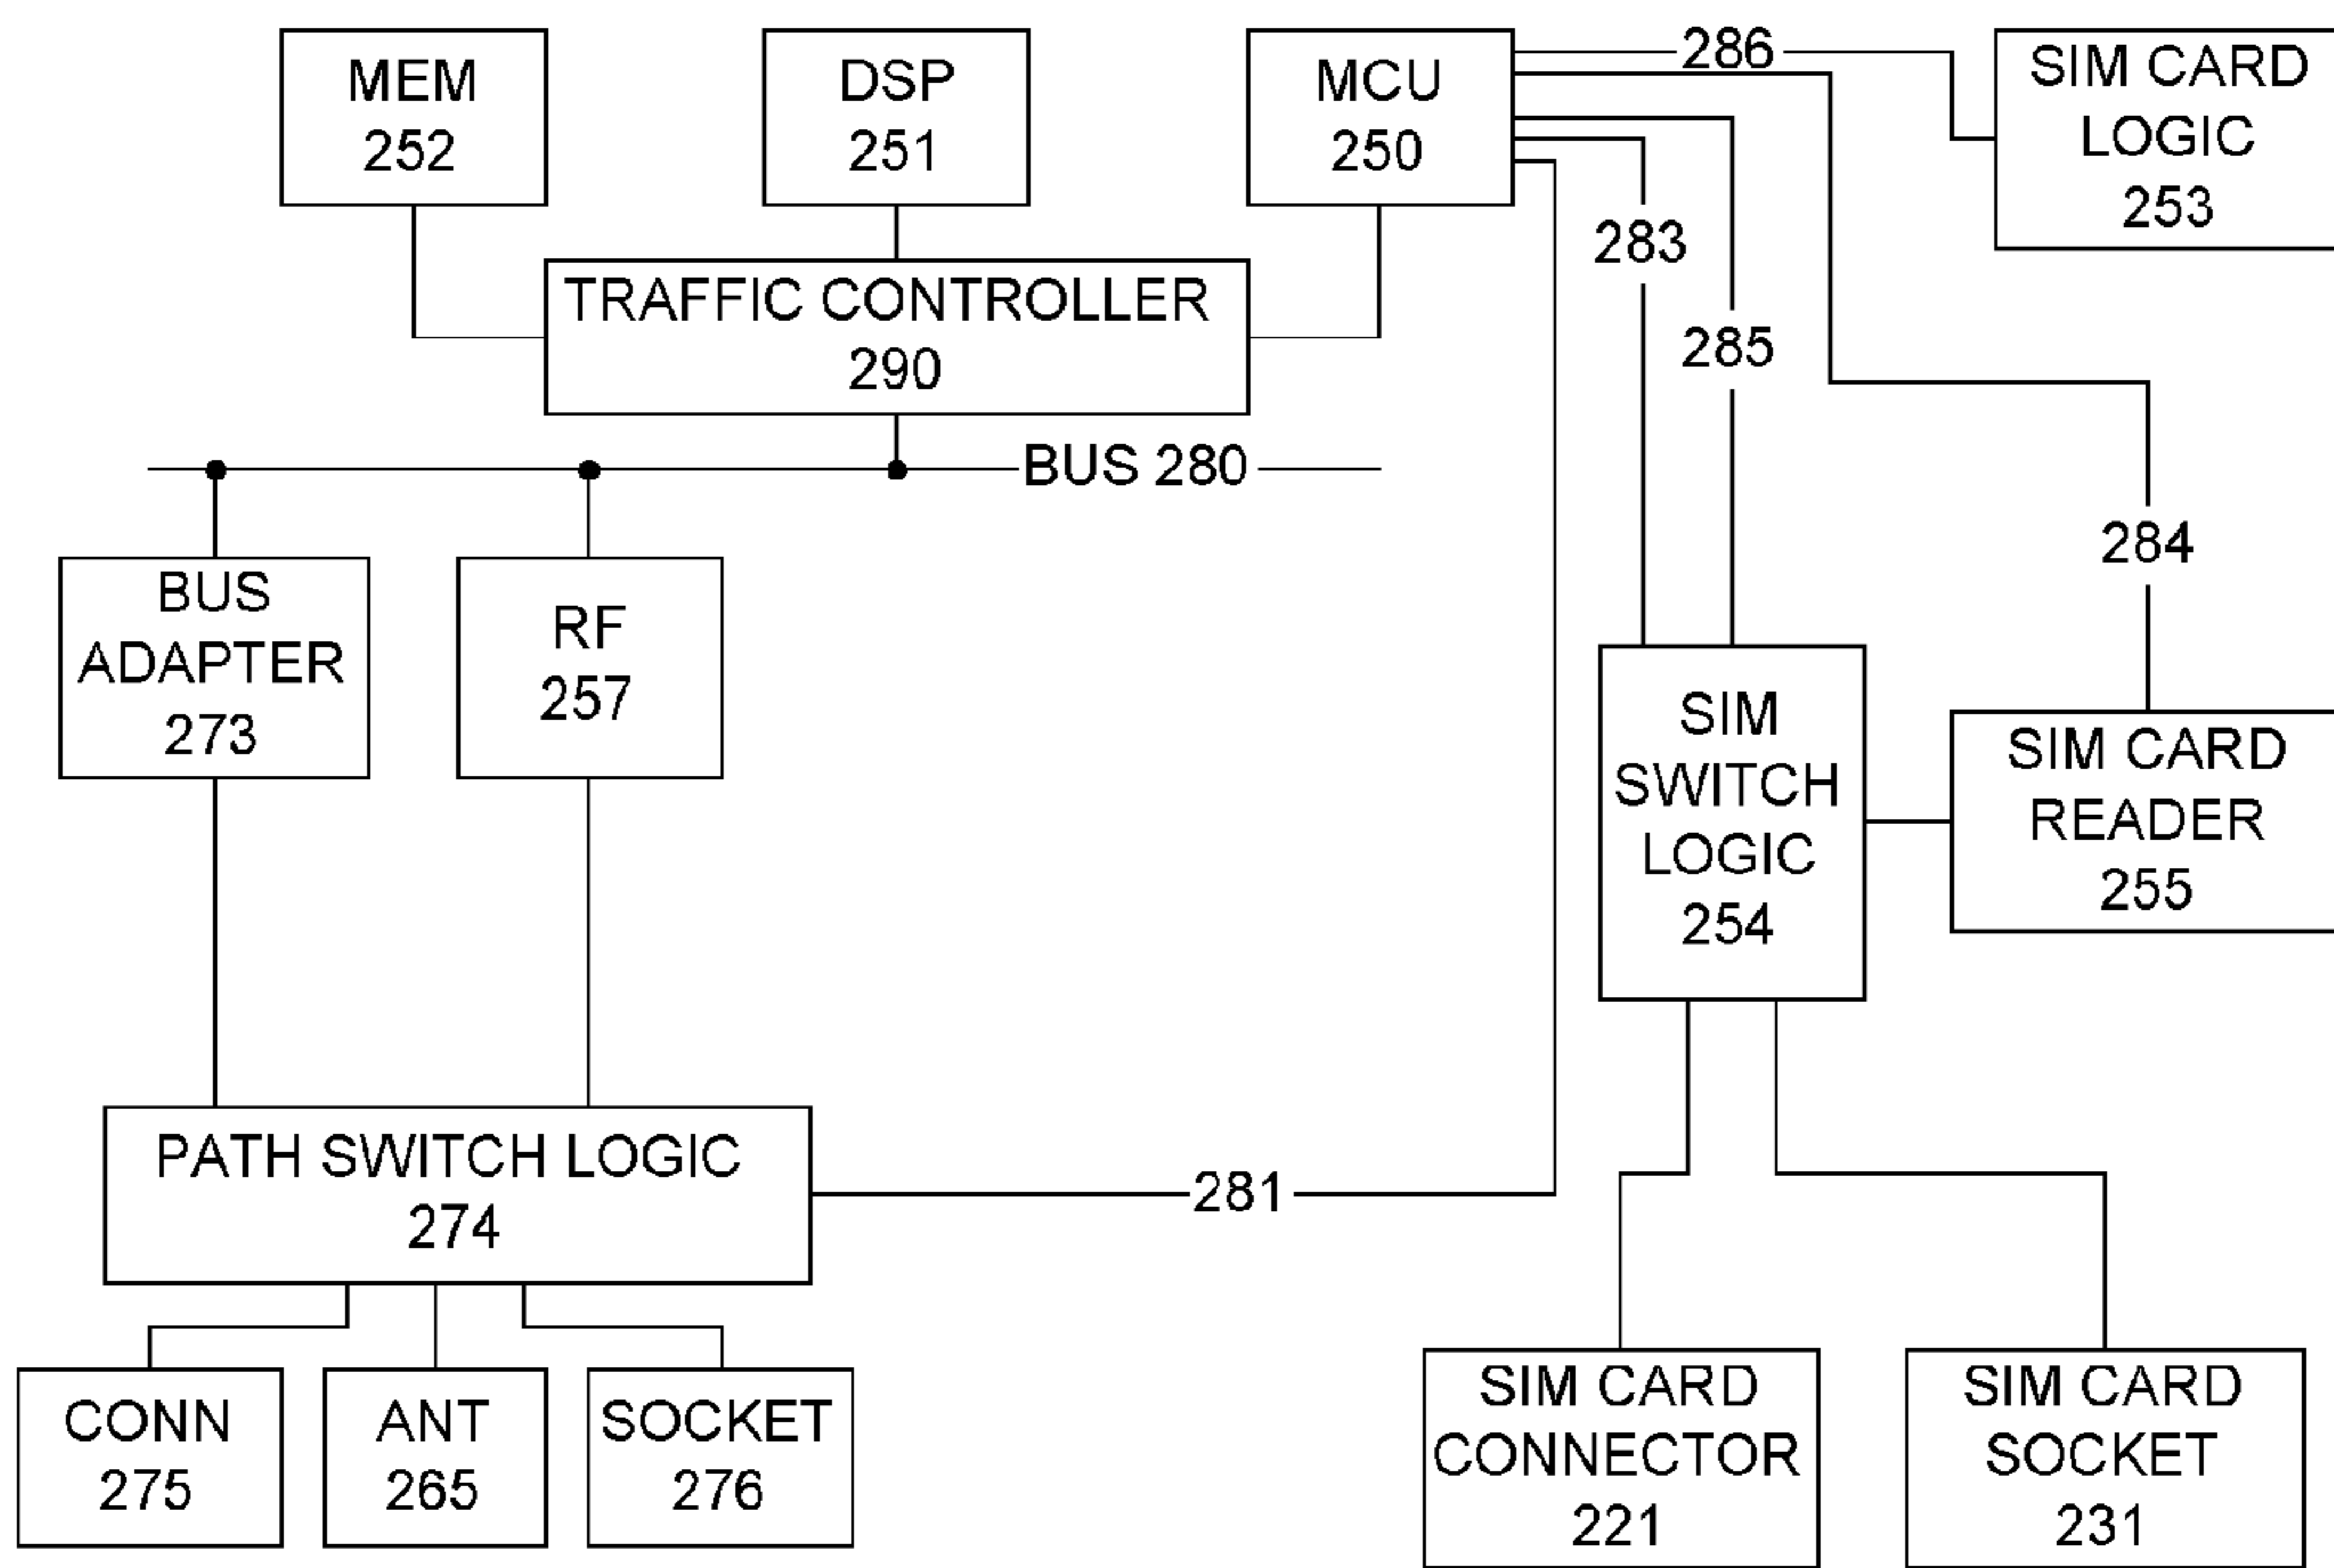 MEM
252
DSP
251
MCU
250
286
SIM CARD
LOGIC
253
283
TRAFFIC CONTROLLER
290
285
BUS 280
284
BUS
ADAPTER
273
RF
257
SIM
SWITCH
LOGIC
254
SIM CARD
READER
255
PATH SWITCH LOGIC
274
281
CONN
275
ANT
265
SOCKET
276
SIM CARD
CONNECTOR
221
SIM CARD
SOCKET
231